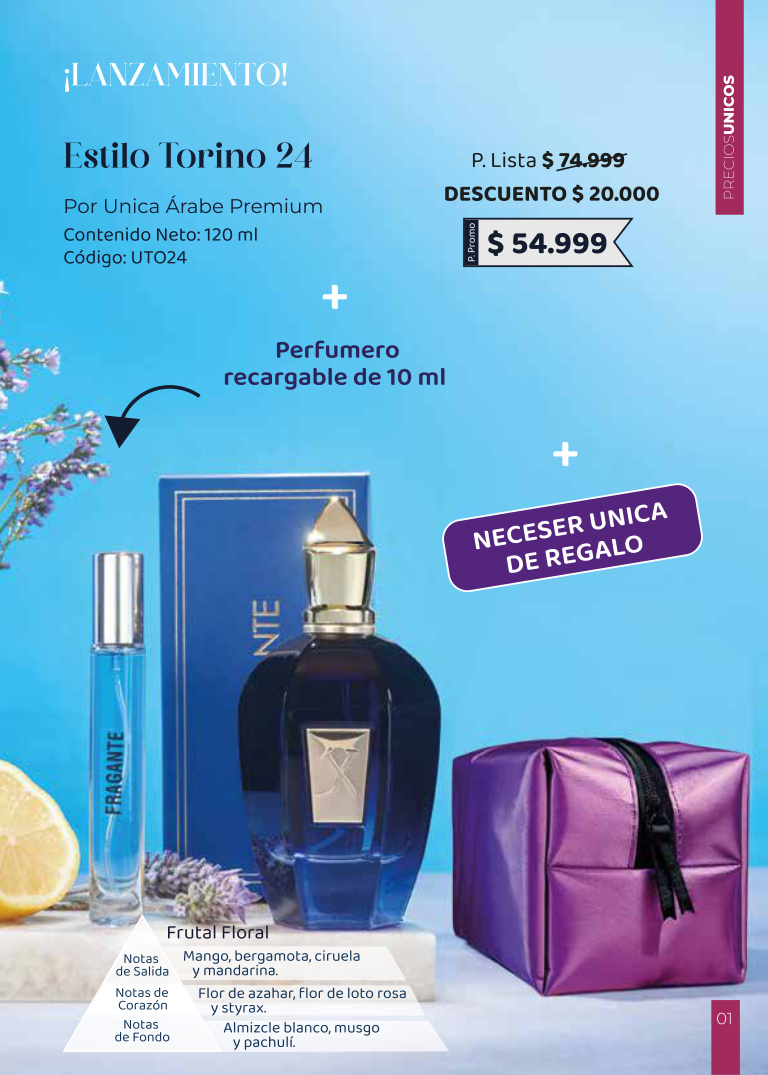 ¡LANZAMIENTO!
Estilo Torino 24
Por Unica Árabe Premium
Contenido Neto: 120 ml
Código: UTO24
P. Lista $ 74.999
DESCUENTO $ 20.000
P. Promo
$ 54.999
PRECIOSUNICOS
+
Perfumero
recargable de 10 ml
+
NECESER UNICA
DE REGALO
NTE
FRAGANTE
Frutal Floral
Notas
de Salida
Mango, bergamota, ciruela
y mandarina.
Notas de
Corazón
Flor de azahar, flor de loto rosa
y styrax.
Notas
de Fondo
Almizcle blanco, musgo
y pachulí.
01